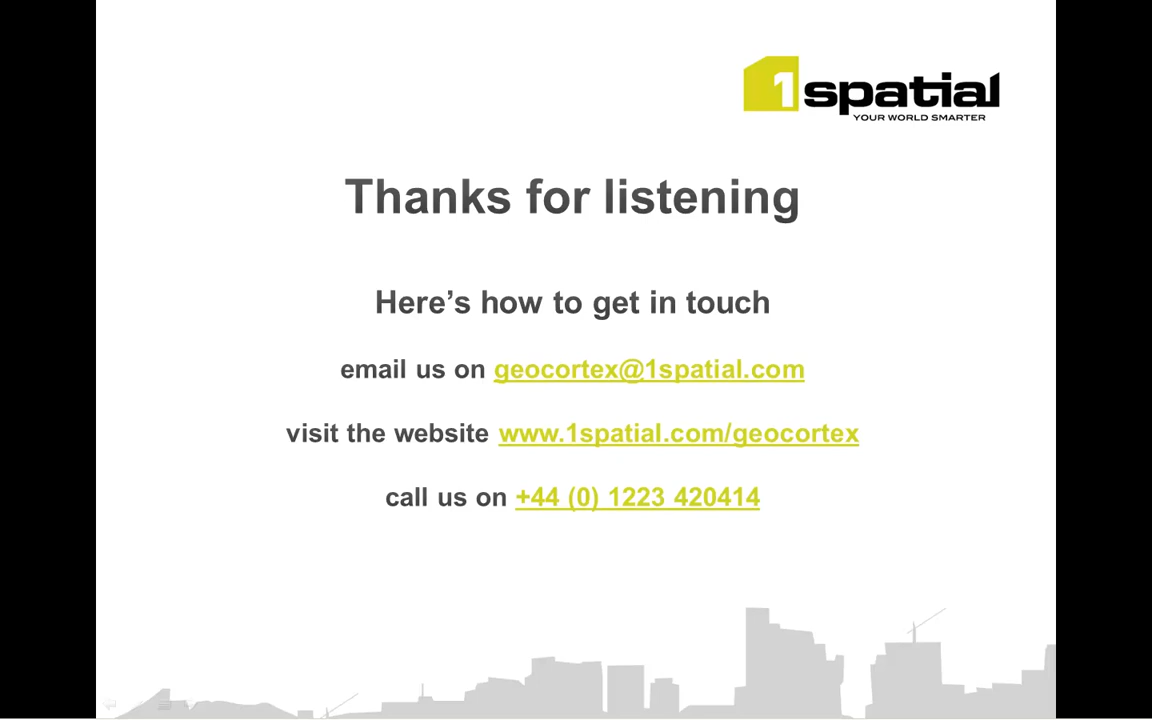 1spatial
YOUR WORLD SMARTER
Thanks for listening
Here’s how to get in touch
email us on geocortex@1spatial.com
visit the website www.1spatial.com/geocortex
call us on +44 (0) 1223 420414